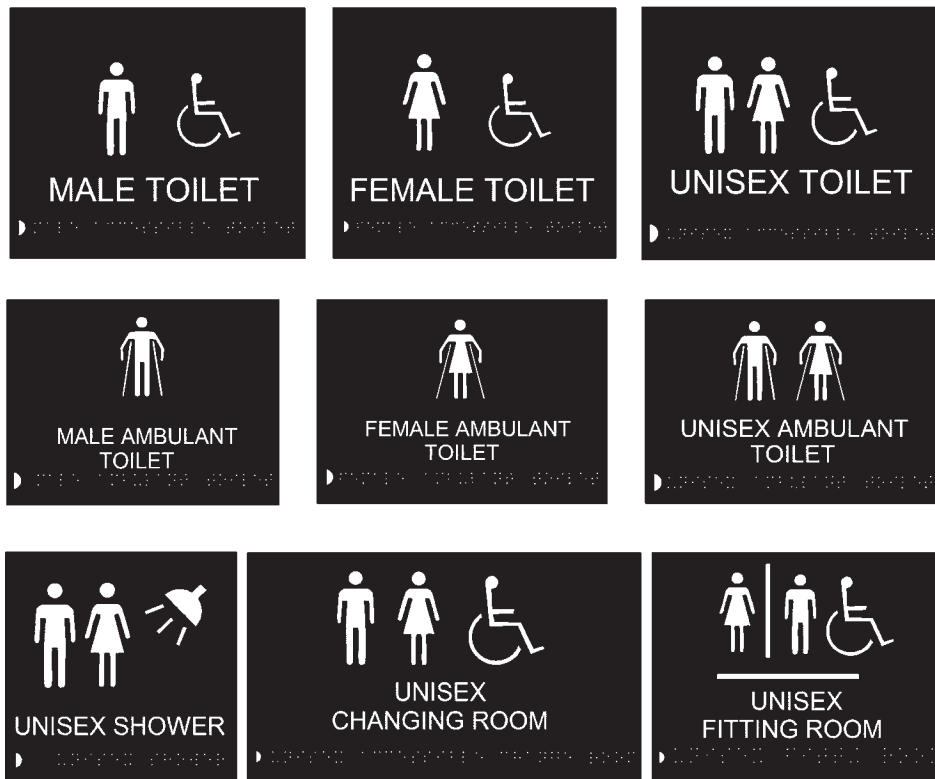 MALE TOILET
FEMALE TOILET
UNISEX TOILET
MALE AMBULANT
TOILET
FEMALE AMBULANT
TOILET
UNISEX AMBULANT
TOILET
UNISEX SHOWER
UNISEX
CHANGING ROOM
UNISEX
FITTING ROOM